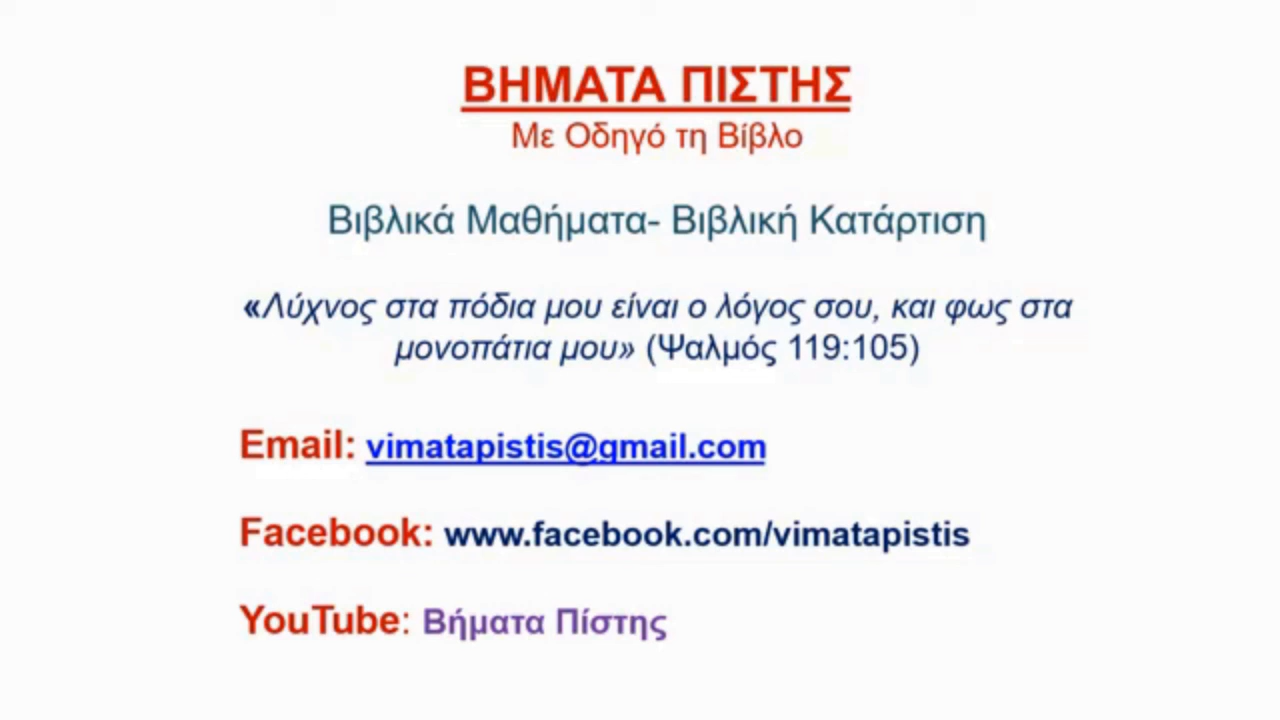 ΒΗΜΑΤΑ ΠΙΣΤΗΣ
Με Οδηγό τη Βίβλο
Βιβλικά Μαθήματα- Βιβλική Κατάρτιση
«Λύχνος στα πόδια μου είναι ο λόγος σου, και φως στα
μονοπάτια μου» (Ψαλμός 119:105)
Email: vimatapistis@gmail.com
Facebook: www.facebook.com/vimatapistis
YouTube: Βήματα Πίστης